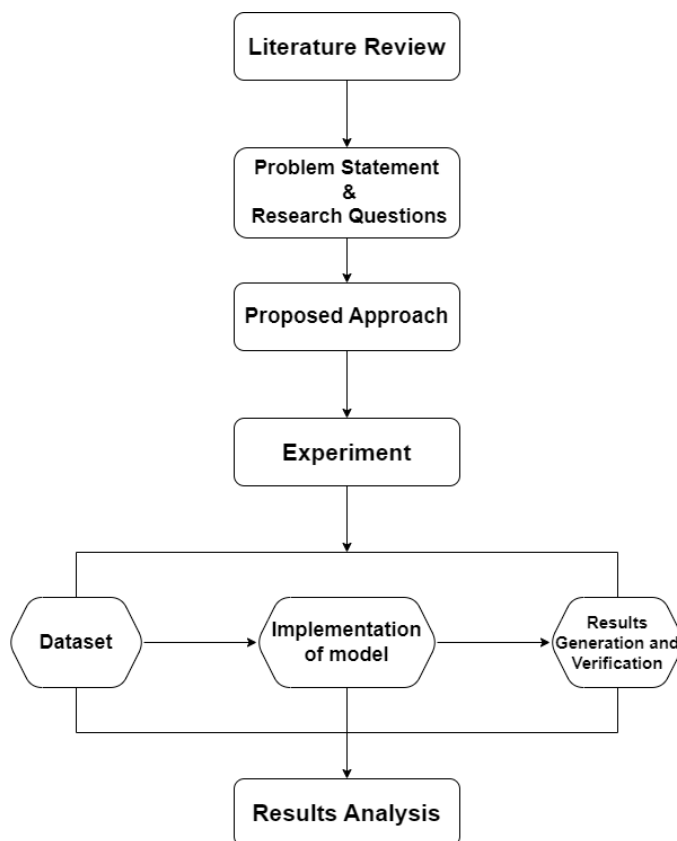 Literature Review
Problem Statement
&
Research Questions
Proposed Approach
Experiment
Dataset
Implementation
of model
Results
Generation and
Verification
Results Analysis